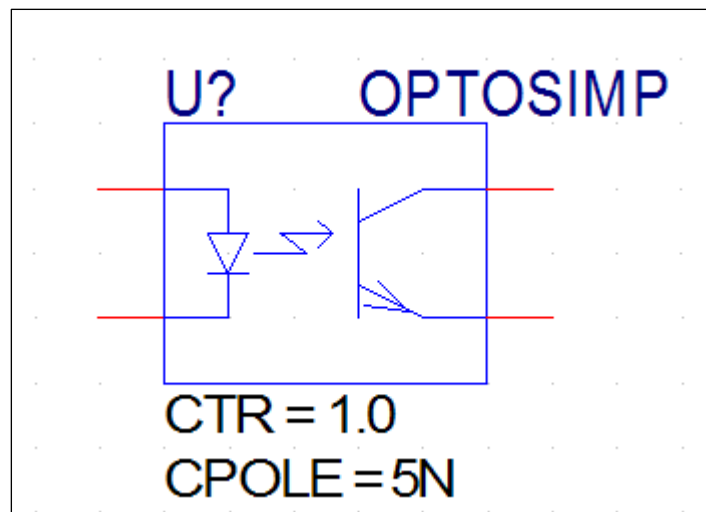 U? OPTOSIMP
CTR = 1.0
CPOLE = 5N